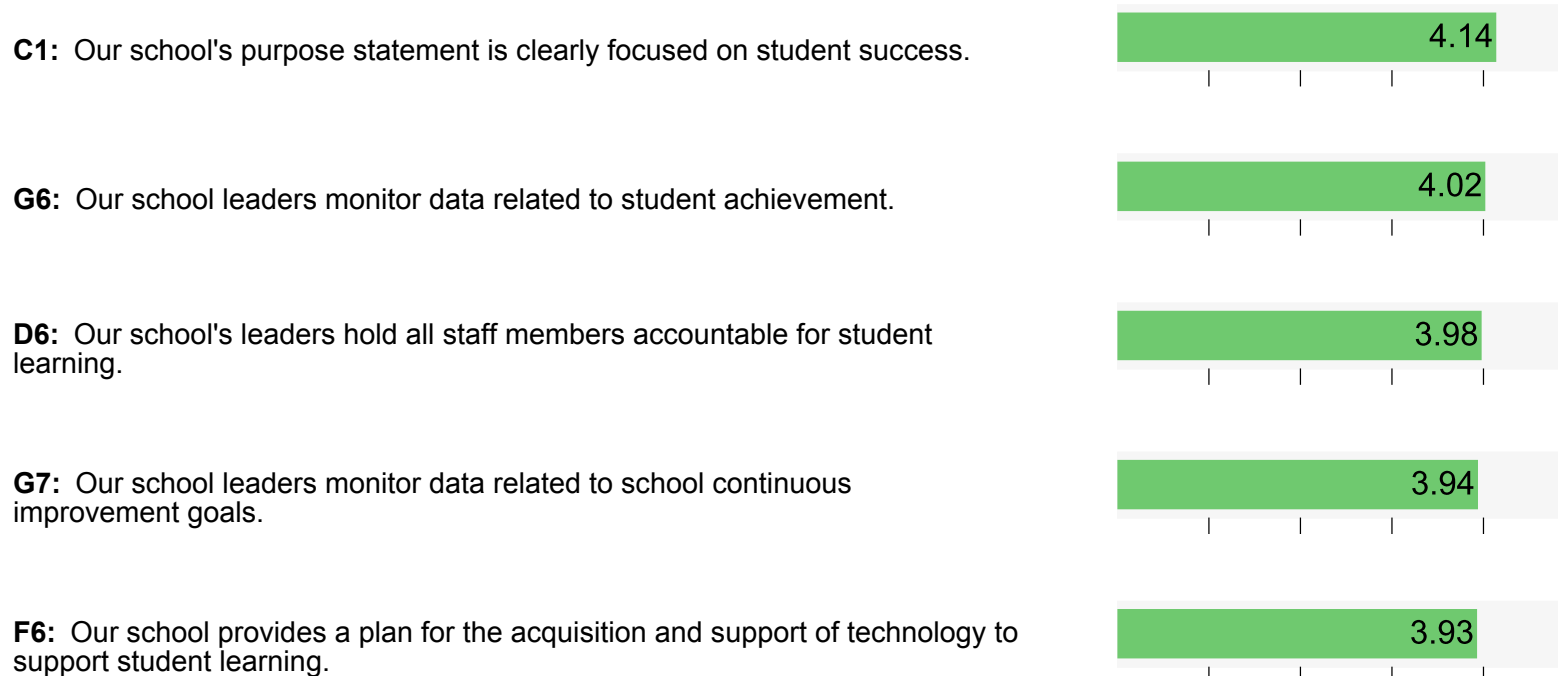 C1: Our school's purpose statement is clearly focused on student success.
4.14
G6: Our school leaders monitor data related to student achievement.
4.02
D6: Our school's leaders hold all staff members accountable for student
learning.
3.98
G7: Our school leaders monitor data related to school continuous
improvement goals.
3.94
F6: Our school provides a plan for the acquisition and support of technology to
support student learning.
3.93